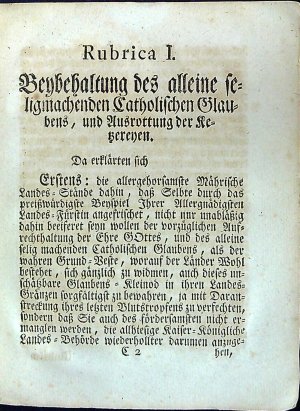 Rubrica I.
Beybehaltung des alleine se-
ligmachenden Catholischen Glau-
bens, und Ausrottung der Ke-
tzereyen.
Da erklärten sich
Erstens: die allergehorsamste Mährische
Landes-Stände dahin, daß Selbte durch das
preißwürdigste Beyspiel Ihrer Allergnädigsten
Landes-Fürstin angefrischet, nicht nur unabläßig
dahin beeiferet seyn wollen der vorzüglichen Auf-
rechthaltung der Ehre GOttes, und des alleine
selig machenden Catholischen Glaubens, als der
wahren Grund-Veste, worauf der Länder Wohl
bestehet, sich gänzlich zu widmen, auch dieses un-
schäßbare Glaubens-Kleinod in ihren Landes-
Gränzen sorgfältigst zu bewahren, ja mit Daran-
streckung ihres letzten Blutstropfens zu verfechten,
sondern daß Sie auch des fördersamsten nicht er-
manglen werden, die allhiesige Kaiser-Königliche
Landes-Behörde wiederhollter darumen anzuge-
C 2 hen,